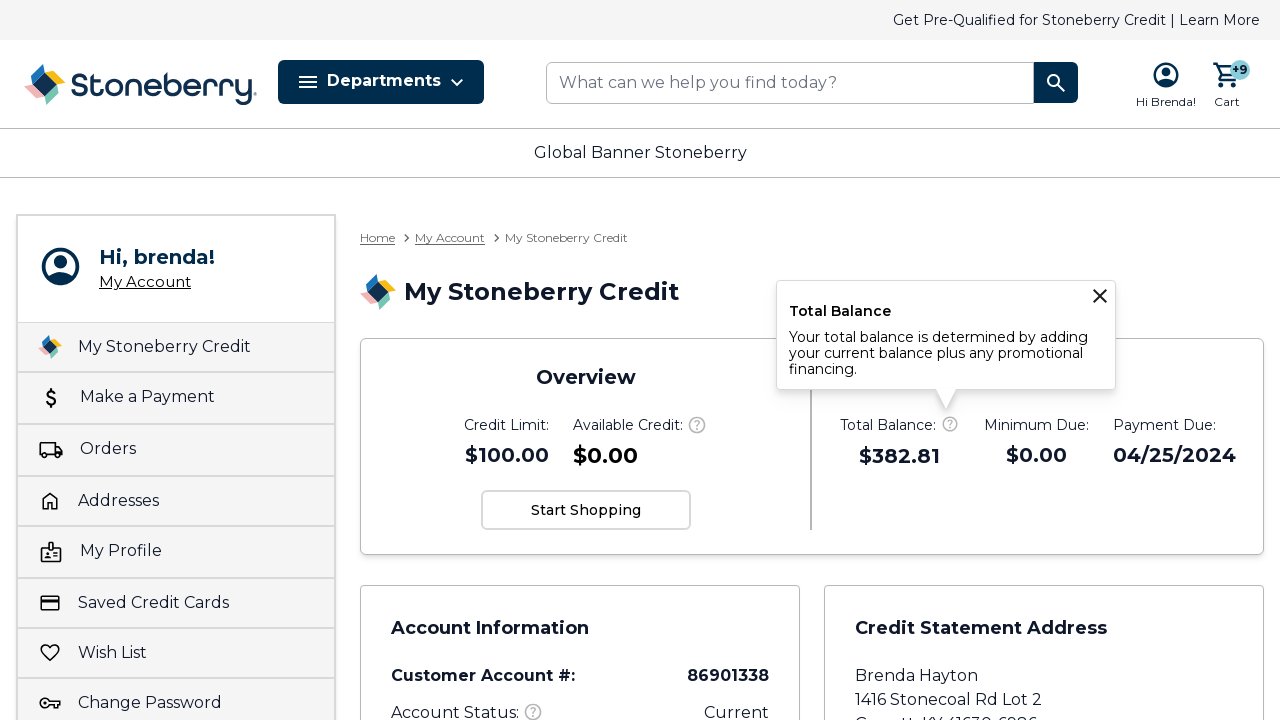 Get Pre-Qualified for Stoneberry Credit | Learn More
Stoneberry
Departments
What can we help you find today?
+9
Hi Brenda!
Cart
Global Banner Stoneberry
Hi, brenda!
My Account
My Stoneberry Credit
Make a Payment
Orders
Addresses
My Profile
Saved Credit Cards
Wish List
Change Password
Home > My Account > My Stoneberry Credit
My Stoneberry Credit
Total Balance
Your total balance is determined by adding
your current balance plus any promotional
financing.
Overview
Credit Limit:
$100.00
Available Credit:
$0.00
Start Shopping
Total Balance:
$382.81
Minimum Due:
$0.00
Payment Due:
04/25/2024
Account Information
Customer Account #: 86901338
Account Status: Current
Credit Statement Address
Brenda Hayton
1416 Stonecoal Rd Lot 2